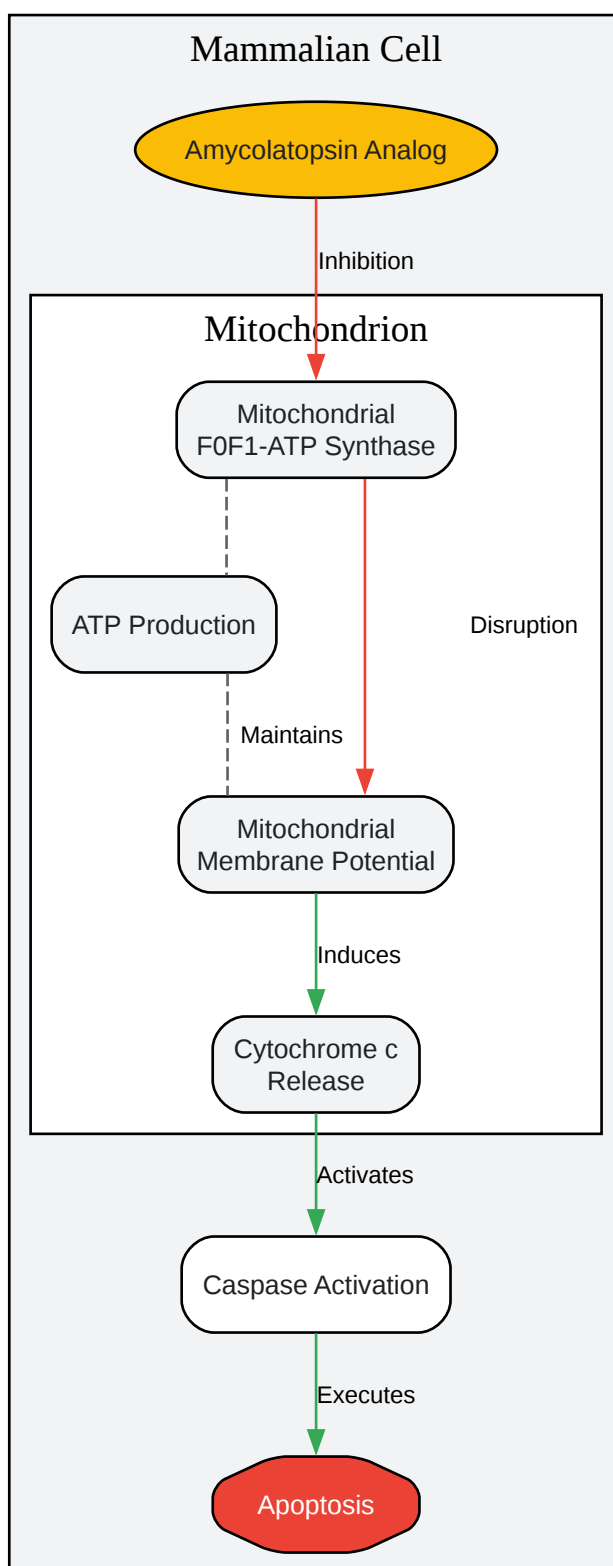 Mammalian Cell
Amycolatopsin Analog
Inhibition
Mitochondrion
Mitochondrial
F0F1-ATP Synthase
ATP Production
Disruption
Maintains
Mitochondrial
Membrane Potential
Induces
Cytochrome c
Release
Activates
Caspase Activation
Executes
Apoptosis